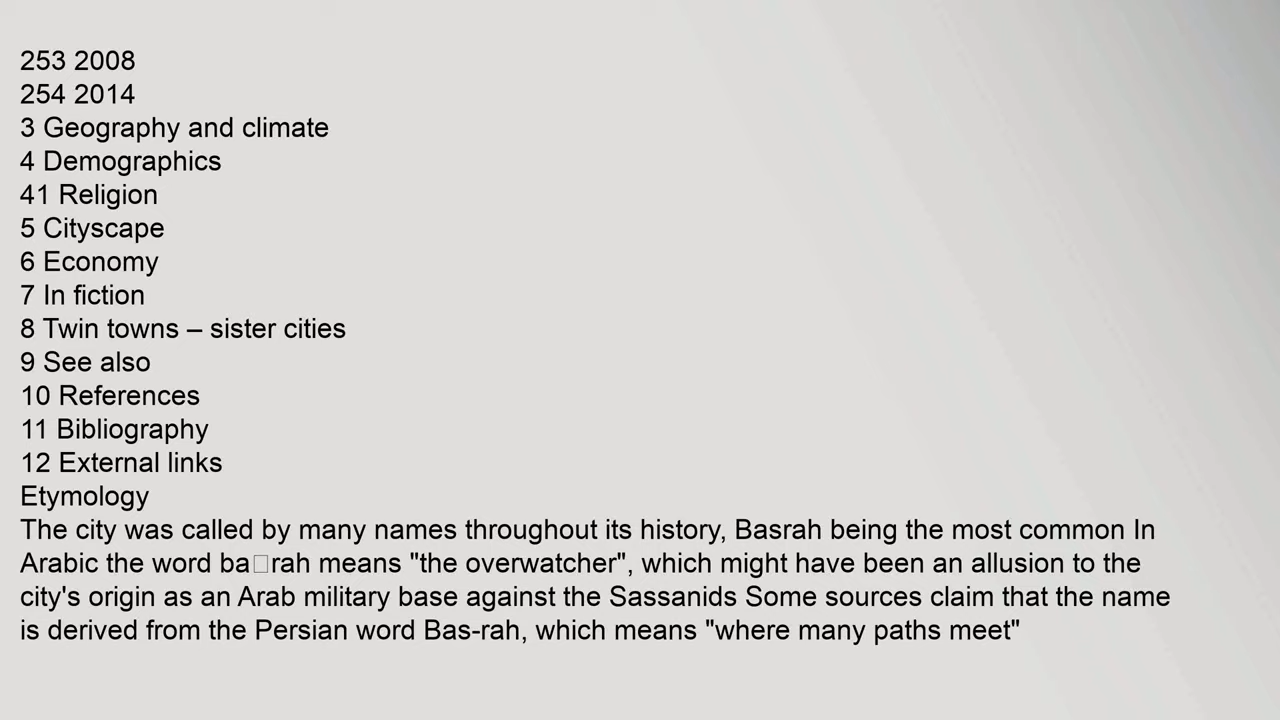 253 2008
254 2014
3 Geography and climate
4 Demographics
41 Religion
5 Cityscape
6 Economy
7 In fiction
8 Twin towns – sister cities
9 See also
10 References
11 Bibliography
12 External links
Etymology
The city was called by many names throughout its history, Basrah being the most common In
Arabic the word ba□rah means "the overwatcher", which might have been an allusion to the
city's origin as an Arab military base against the Sassanids Some sources claim that the name
is derived from the Persian word Bas-rah, which means "where many paths meet"